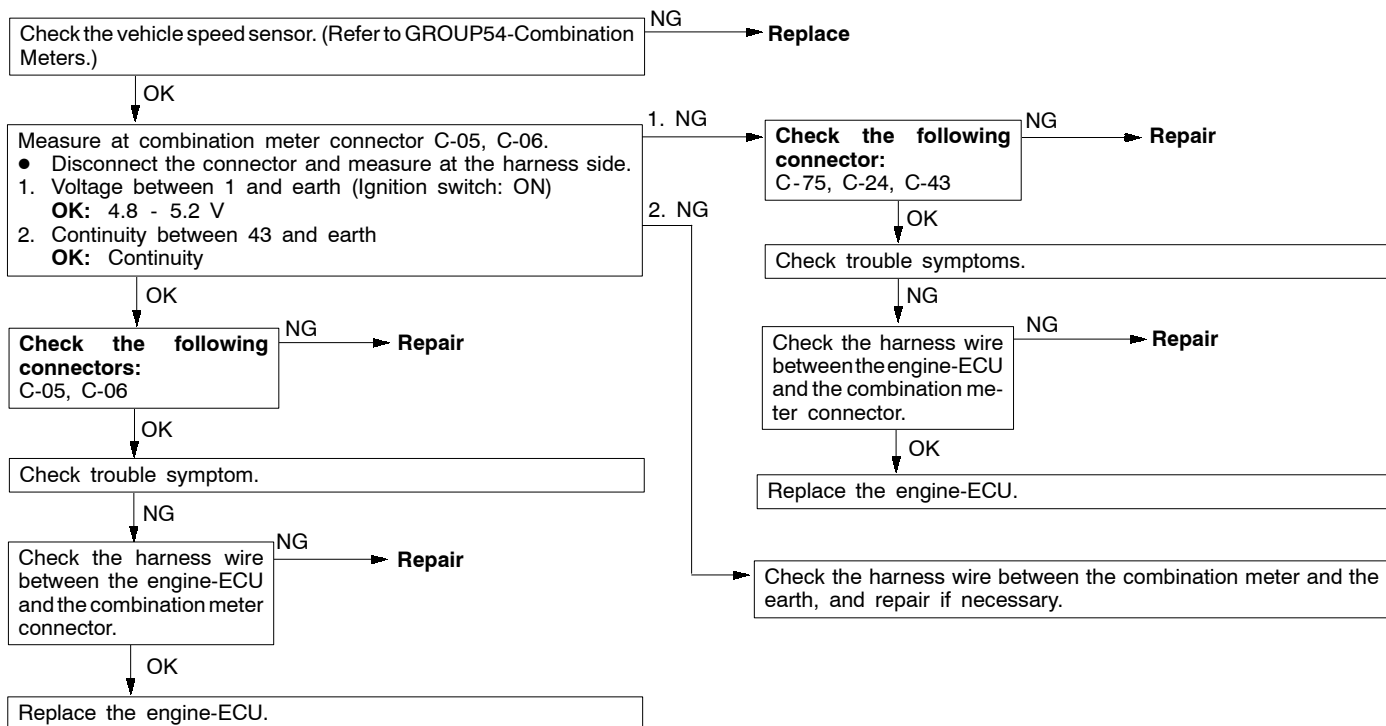 Check the vehicle speed sensor. (Refer to GROUP54-Combination
Meters.)
NG
Replace
OK
Measure at combination meter connector C-05, C-06.
● Disconnect the connector and measure at the harness side.
1. Voltage between 1 and earth (Ignition switch: ON)
OK: 4.8 - 5.2 V
2. Continuity between 43 and earth
OK: Continuity
1. NG
2. NG
OK
Check the following
connectors:
C-05, C-06
NG
Repair
OK
Check trouble symptom.
NG
Check the harness wire
between the engine-ECU
and the combination meter
connector.
NG
Repair
OK
Replace the engine-ECU.
Check the following
connector:
C-75, C-24, C-43
NG
Repair
OK
Check trouble symptoms.
NG
Check the harness wire
between the engine-ECU
and the combination me-
ter connector.
NG
Repair
OK
Replace the engine-ECU.
Check the harness wire between the combination meter and the
earth, and repair if necessary.